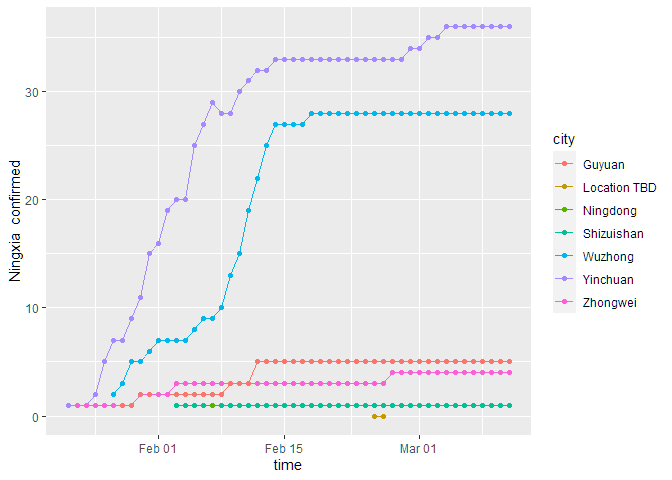 Ningxia confirmed
30
20
10
0
Feb 01
Feb 15
Mar 01
time
city
Guyuan
Location TBD
Ningdong
Shizuishan
Wuzhong
Yinchuan
Zhongwei